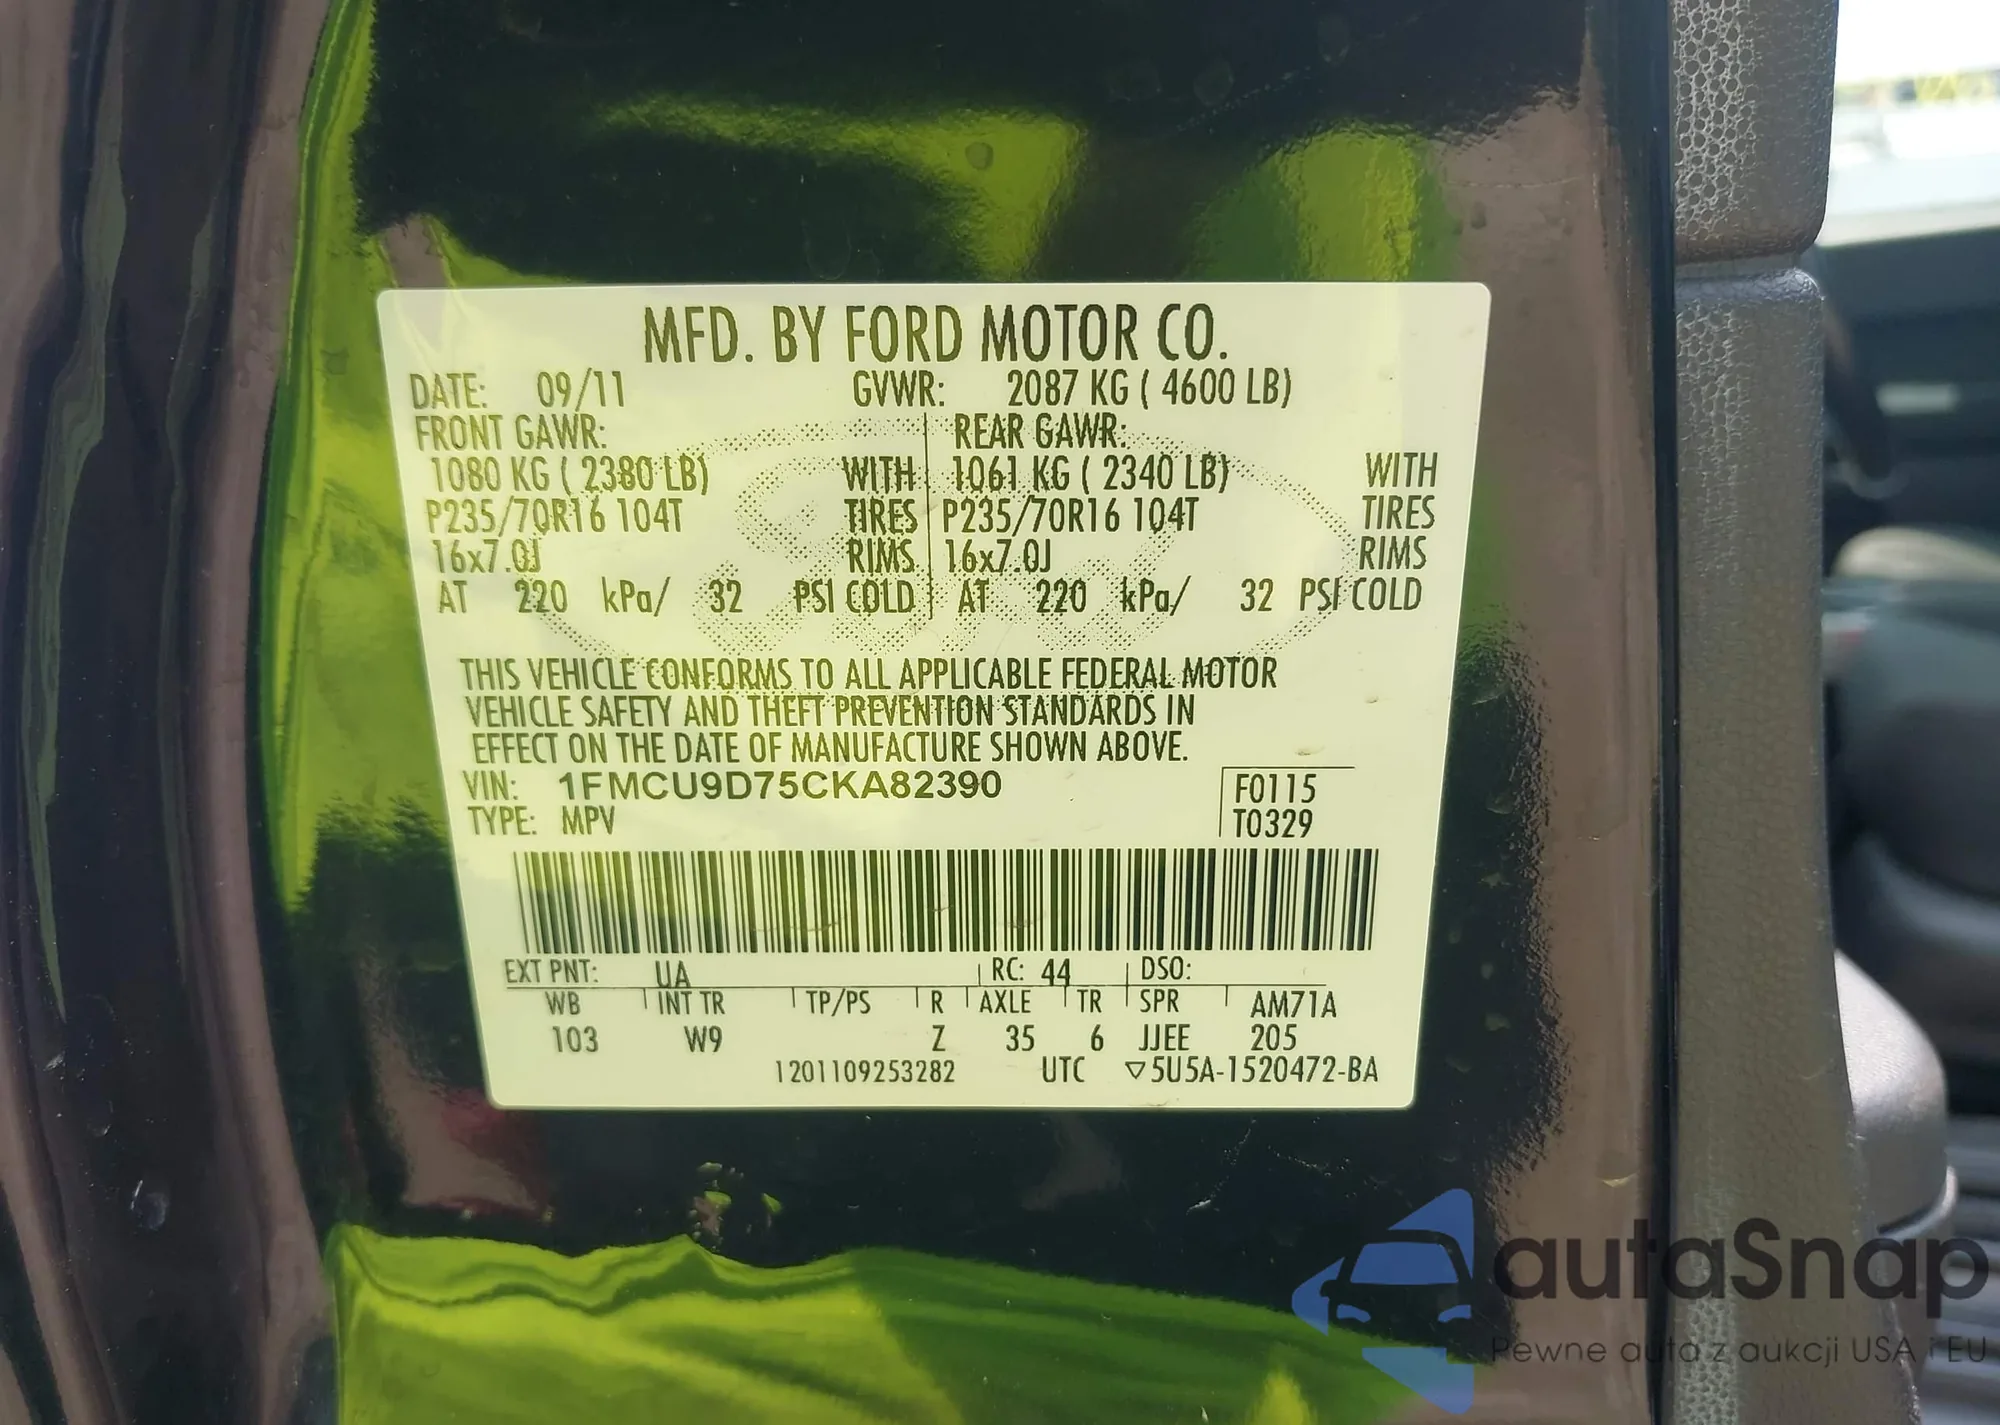 MFD. BY FORD MOTOR CO.
DATE: 09/11 GVWR: 2087 KG ( 4600 LB)
FRONT GAWR: REAR GAWR:
1080 KG ( 2380 LB) WITH 1061 KG ( 2340 LB) WITH
P235/70R16 104T TIRES P235/70R16 104T TIRES
16x7.0J RIMS 16x7.0J RIMS
AT 220 kPa/ 32 PSI COLD AT 220 kPa/ 32 PSI COLD
THIS VEHICLE CONFORMS TO ALL APPLICABLE FEDERAL MOTOR
VEHICLE SAFETY AND THEFT PREVENTION STANDARDS IN
EFFECT ON THE DATE OF MANUFACTURE SHOWN ABOVE.
VIN: 1FMCU9D75CKA82390 F0115
TYPE: MPV T0329
EXT PNT: UA RC: 44 DSO:
WB INT TR TP/PS R AXLE TR SPR AM71A
103 W9 Z 35 6 JJEE 205
1201109253282 UTC ▽5U5A-1520472-BA
autaSnap
Pewne auta z aukcji USA i EU